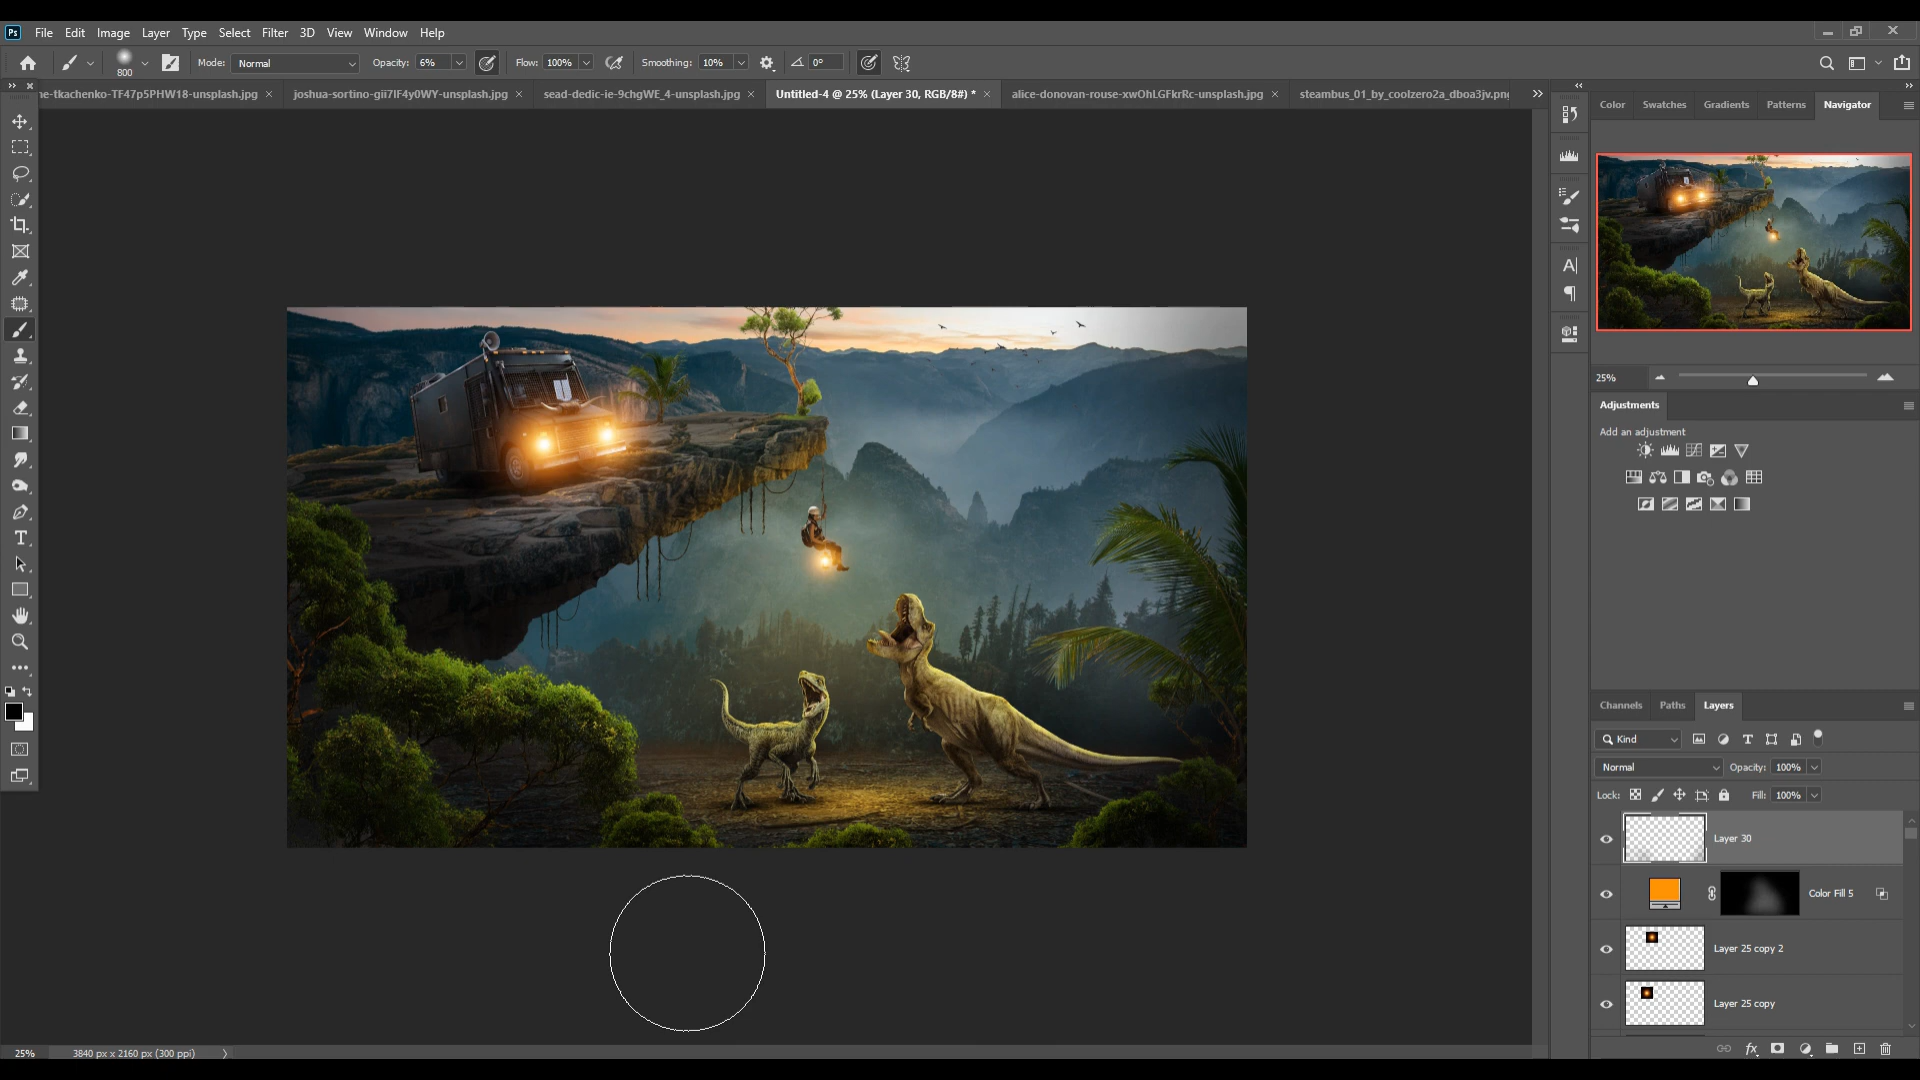 Ps File Edit Image Layer Type Select Filter 3D View Window Help
800 Mode: Normal Opacity: 6% Flow: 100% Smoothing: 10% 0°
ne-tkachenko-TF47p5PHW18-unsplash.jpg × joshua-sortino-gii7lF4y0WY-unsplash.jpg × sead-dedic-ie-9chgWE_4-unsplash.jpg × Untitled-4 @ 25% (Layer 30, RGB/8#) * × alice-donovan-rouse-xwOhLGFkrRc-unsplash.jpg × steambus_01_by_coolzero2a_dboa3jv.png
Color Swatches Gradients Patterns Navigator
25%
Adjustments
Add an adjustment
Channels Paths Layers
Kind
Normal Opacity: 100%
Lock: Fill: 100%
Layer 30
Color Fill 5
Layer 25 copy 2
Layer 25 copy
25% 3840 px x 2160 px (300 ppi)